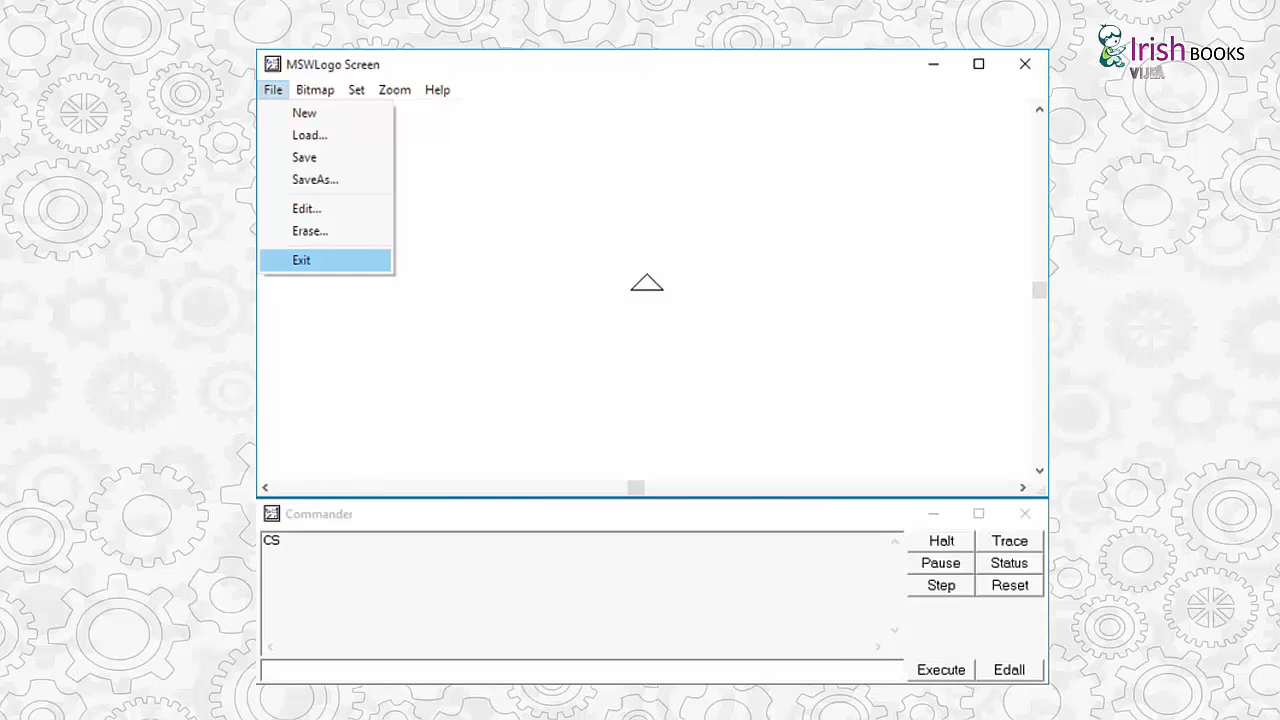 Irish BOOKS
MSWLogo Screen
File Bitmap Set Zoom Help
New
Load...
Save
SaveAs...
Edit...
Erase...
Exit
Commander
CS
Halt Trace
Pause Status
Step Reset
Execute Edall